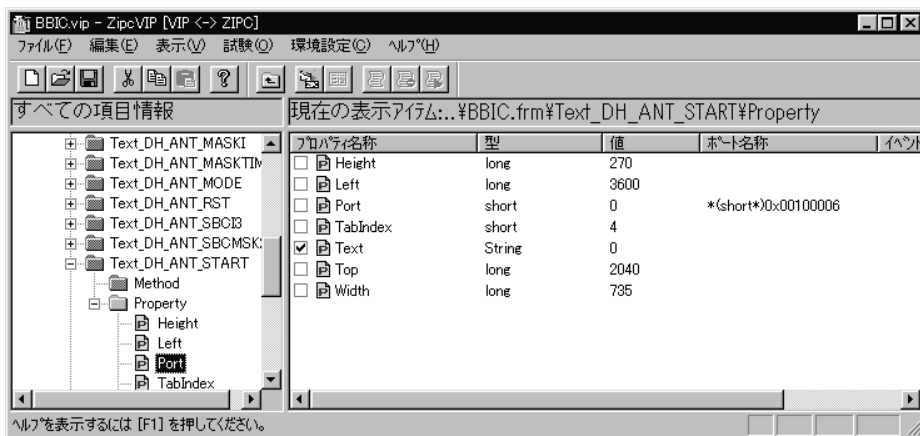 BBIC.vip - ZipcVIP [VIP <-> ZIPC]
ﾌｧｲﾙ(F) 編集(E) 表示(V) 試験(O) 環境設定(C) ﾍﾙﾌﾟ(H)
すべての項目情報
現在の表示ｱｲﾃﾑ:..¥BBIC.frm¥Text_DH_ANT_START¥Property
Text_DH_ANT_MASKI
Text_DH_ANT_MASKTIM
Text_DH_ANT_MODE
Text_DH_ANT_RST
Text_DH_ANT_SBCI3
Text_DH_ANT_SBCMSK
Text_DH_ANT_START
Method
Property
Height
Left
Port
TabIndex
ﾌﾟﾛﾊﾟﾃｨ名称 型 値 ﾎﾟｰﾄ名称 ｲﾍﾞﾝﾄ
Height long 270
Left long 3600
Port short 0 *(short*)0x00100006
TabIndex short 4
Text String 0
Top long 2040
Width long 735
ﾍﾙﾌﾟを表示するには [F1] を押してください。